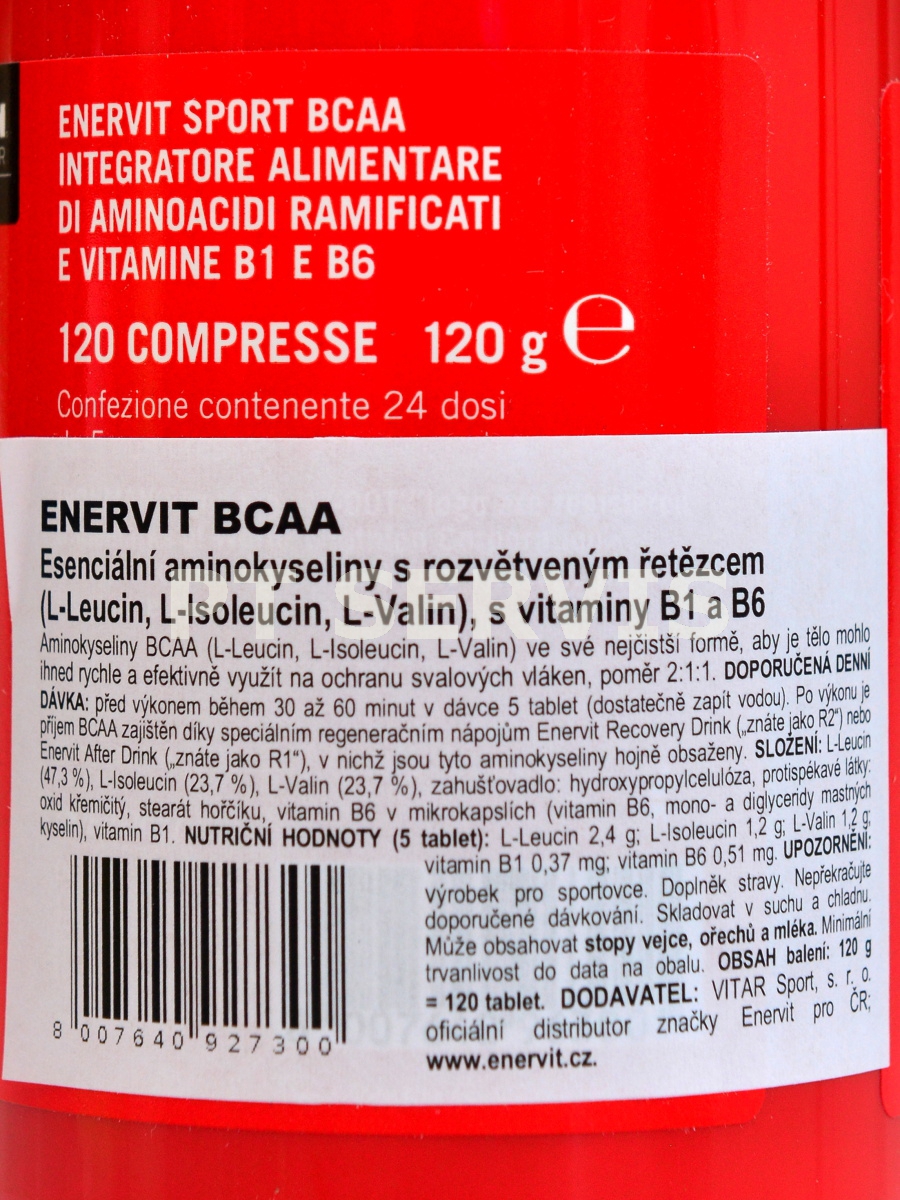 ENERVIT SPORT BCAA
INTEGRATORE ALIMENTARE
DI AMINOACIDI RAMIFICATI
E VITAMINE B1 E B6
120 COMPRESSE 120 g e
Confezione contenente 24 dosi
ENERVIT BCAA
Esenciální aminokyseliny s rozvětveným řetězcem
(L-Leucin, L-Isoleucin, L-Valin), s vitaminy B1 a B6
PT SERVIS
Aminokyseliny BCAA (L-Leucin, L-Isoleucin, L-Valin) ve své nejčistší formě, aby je tělo mohlo
ihned rychle a efektivně využít na ochranu svalových vláken, poměr 2:1:1. DOPORUČENÁ DENNÍ
DÁVKA: před výkonem během 30 až 60 minut v dávce 5 tablet (dostatečně zapít vodou). Po výkonu je
příjem BCAA zajištěn díky speciálním regeneračním nápojům Enervit Recovery Drink („znáte jako R2") nebo
Enervit After Drink („znáte jako R1"), v nichž jsou tyto aminokyseliny hojně obsaženy. SLOŽENÍ: L-Leucin
(47,3 %), L-Isoleucin (23,7 %), L-Valin (23,7 %), zahušťovadlo: hydroxypropylcelulóza, protispékavé látky:
oxid křemičitý, stearát hořčíku, vitamin B6 v mikrokapslích (vitamin B6, mono- a diglyceridy mastných
kyselin), vitamin B1. NUTRIČNÍ HODNOTY (5 tablet): L-Leucin 2,4 g; L-Isoleucin 1,2 g; L-Valin 1,2 g;
vitamin B1 0,37 mg; vitamin B6 0,51 mg. UPOZORNĚNÍ:
výrobek pro sportovce. Doplněk stravy. Nepřekračujte
doporučené dávkování. Skladovat v suchu a chladnu.
Může obsahovat stopy vejce, ořechů a mléka. Minimální
trvanlivost do data na obalu. OBSAH balení: 120 g
= 120 tablet. DODAVATEL: VITAR Sport, s. r. o.
oficiální distributor značky Enervit pro ČR;
www.enervit.cz.
8 007640 927300